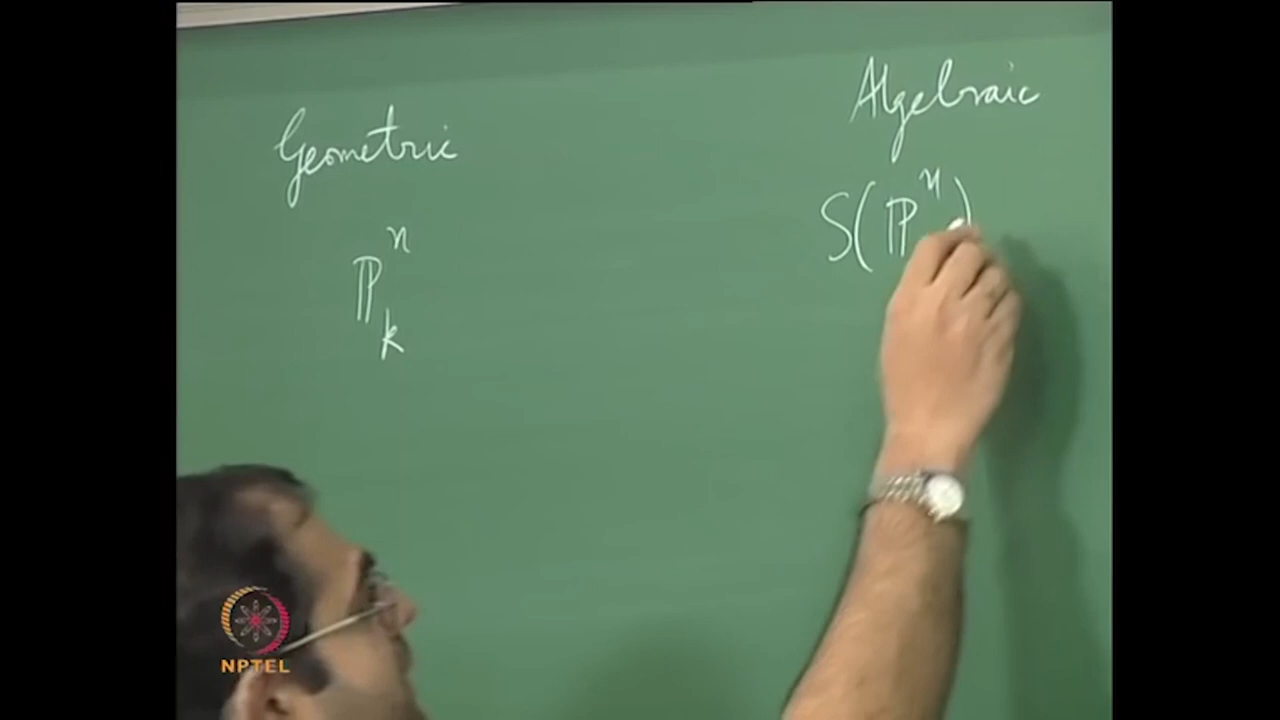 Geometric
Algebraic
ℙⁿₖ
S(ℙⁿ)
NPTEL